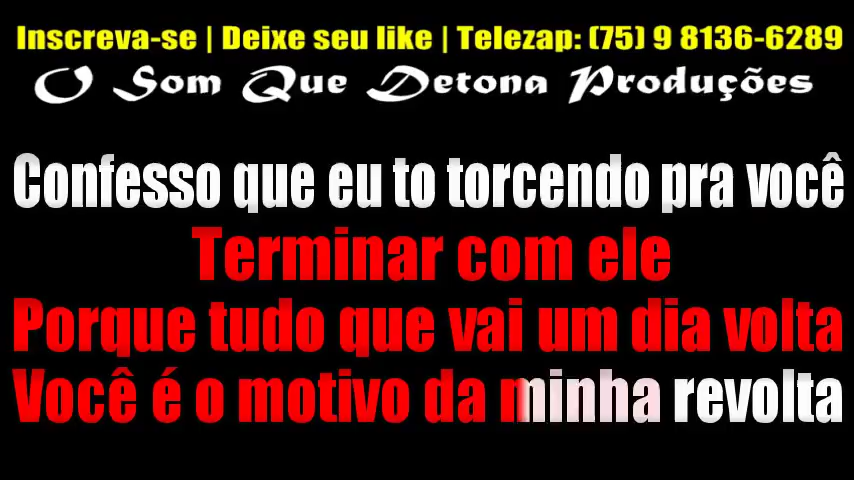 Inscreva-se | Deixe seu like | Telezap: (75) 9 8136-6289
O Som Que Detona Produções
Confesso que eu to torcendo pra você
Terminar com ele
Porque tudo que vai um dia volta
Você é o motivo da minha revolta